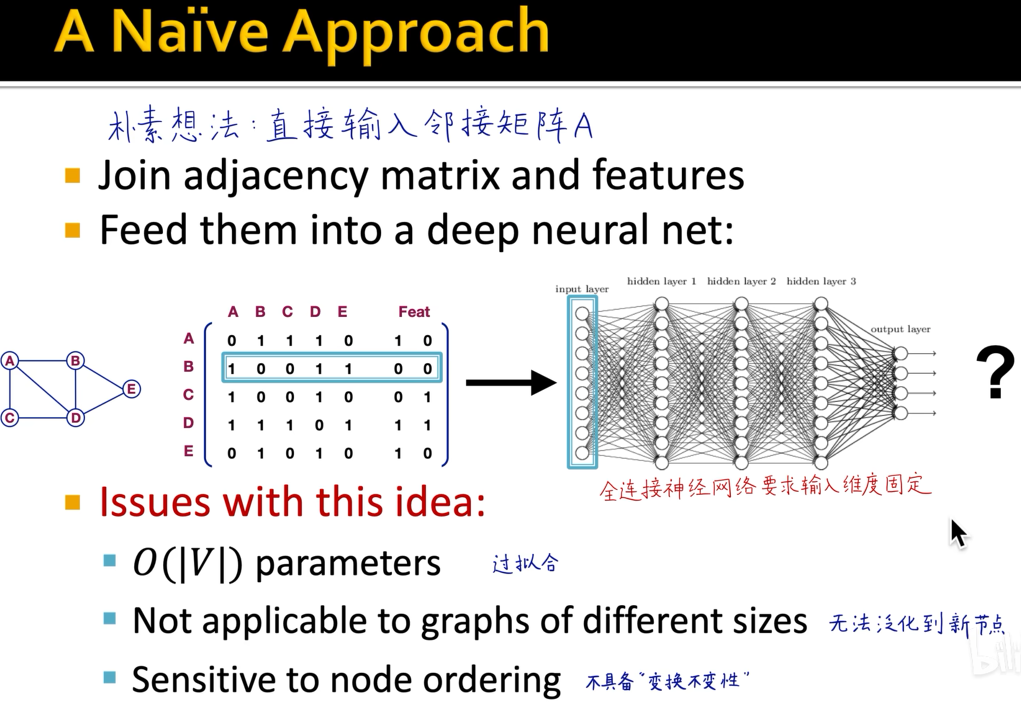 A Naïve Approach
朴素想法:直接输入邻接矩阵A
Join adjacency matrix and features
Feed them into a deep neural net:
A B C D E Feat
A 0 1 1 1 0 1 0
B 1 0 0 1 1 0 0
C 1 0 0 1 0 0 1
D 1 1 1 0 1 1 1
E 0 1 0 1 0 1 0
A B
E
C D
input layer
hidden layer 1 hidden layer 2 hidden layer 3
output layer
?
全连接神经网络要求输入维度固定
Issues with this idea:
O(|V|) parameters 过拟合
Not applicable to graphs of different sizes 无法泛化到新节点
Sensitive to node ordering 不具备"变换不变性"
bili